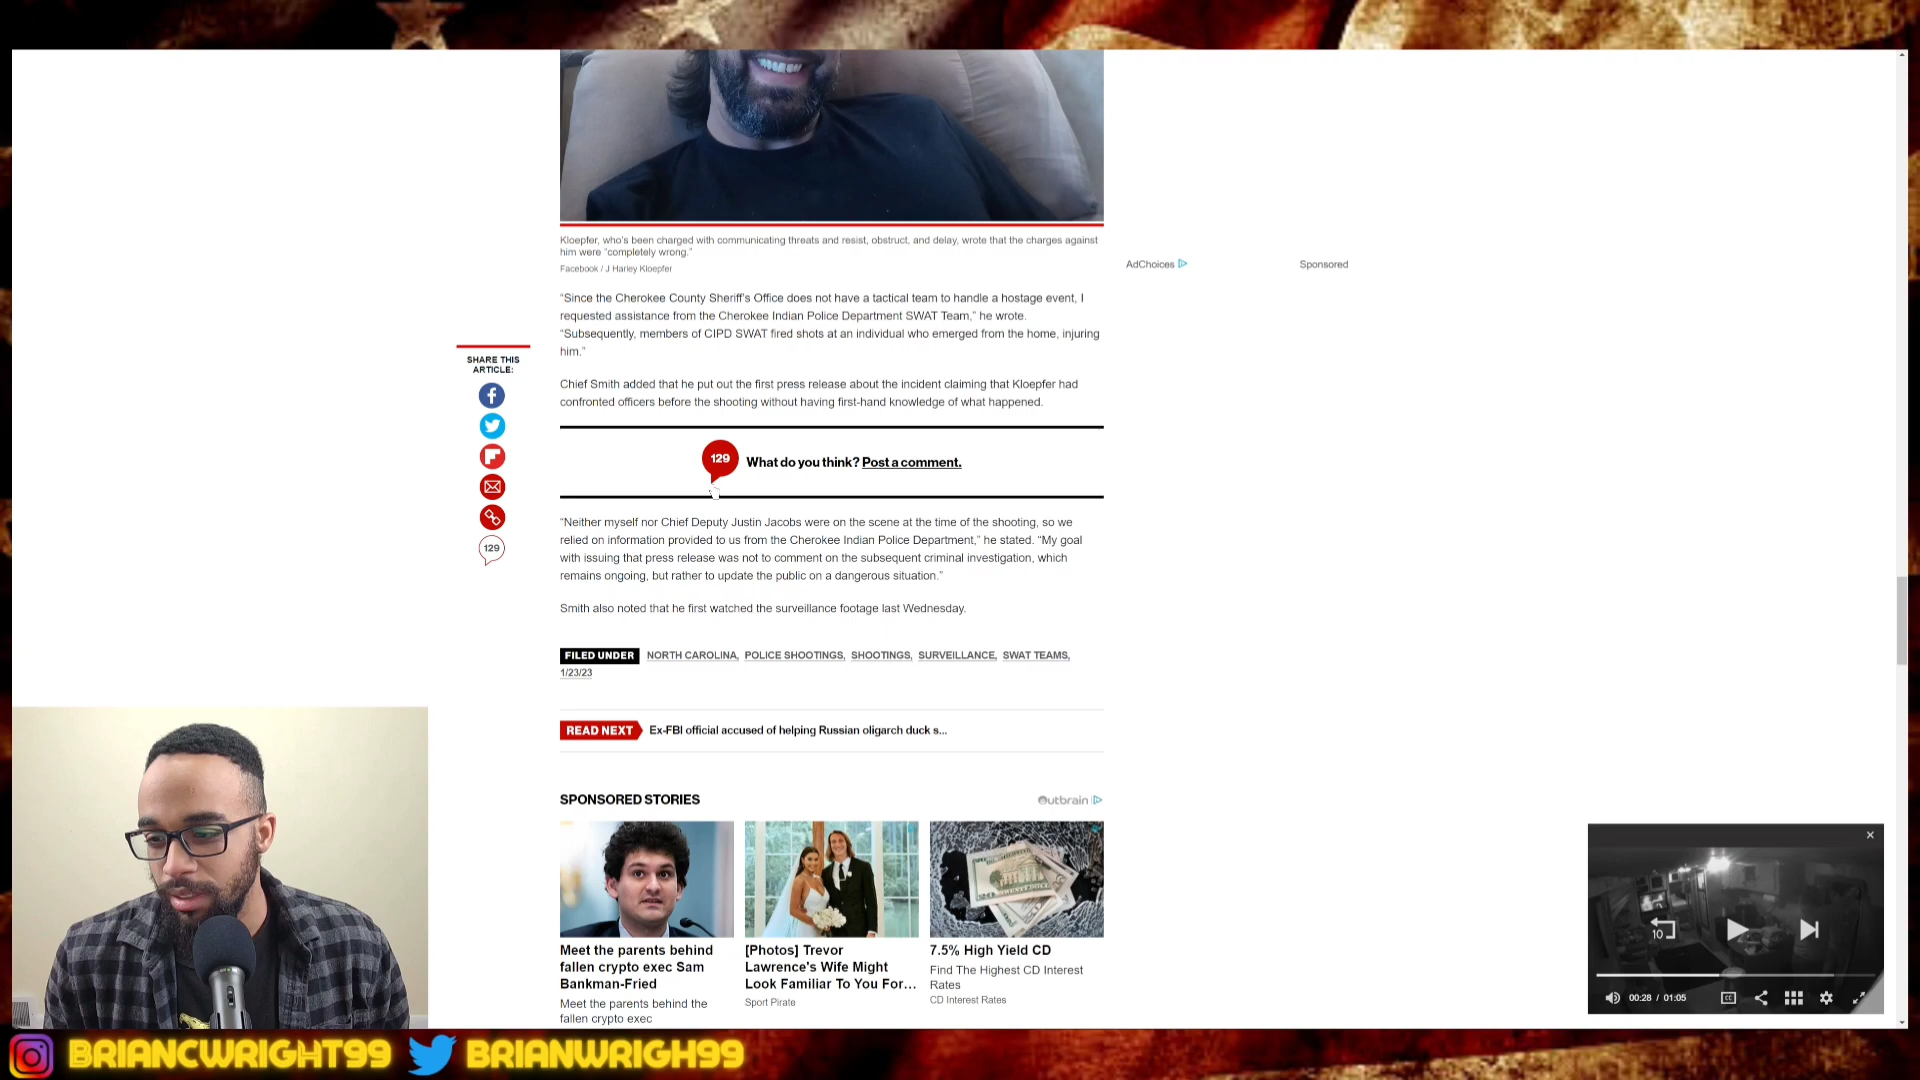 Kloepfer, who's been charged with communicating threats and resist, obstruct, and delay, wrote that the charges against
him were "completely wrong."
Facebook / J Harley Kloepfer
AdChoices
Sponsored
"Since the Cherokee County Sheriff's Office does not have a tactical team to handle a hostage event, I
requested assistance from the Cherokee Indian Police Department SWAT Team," he wrote.
"Subsequently, members of CIPD SWAT fired shots at an individual who emerged from the home, injuring
him."
SHARE THIS
ARTICLE:
Chief Smith added that he put out the first press release about the incident claiming that Kloepfer had
confronted officers before the shooting without having first-hand knowledge of what happened.
129 What do you think? Post a comment.
"Neither myself nor Chief Deputy Justin Jacobs were on the scene at the time of the shooting, so we
relied on information provided to us from the Cherokee Indian Police Department," he stated. "My goal
with issuing that press release was not to comment on the subsequent criminal investigation, which
remains ongoing, but rather to update the public on a dangerous situation."
129
Smith also noted that he first watched the surveillance footage last Wednesday.
FILED UNDER NORTH CAROLINA, POLICE SHOOTINGS, SHOOTINGS, SURVEILLANCE, SWAT TEAMS,
1/23/23
READ NEXT Ex-FBI official accused of helping Russian oligarch duck s...
SPONSORED STORIES
Outbrain
Meet the parents behind
fallen crypto exec Sam
Bankman-Fried
Meet the parents behind the
fallen crypto exec
[Photos] Trevor
Lawrence's Wife Might
Look Familiar To You For...
Sport Pirate
7.5% High Yield CD
Find The Highest CD Interest
Rates
CD Interest Rates
10
00:28 / 01:05
CC
BRIANCWRIGHT99
BRIANWRIGH99